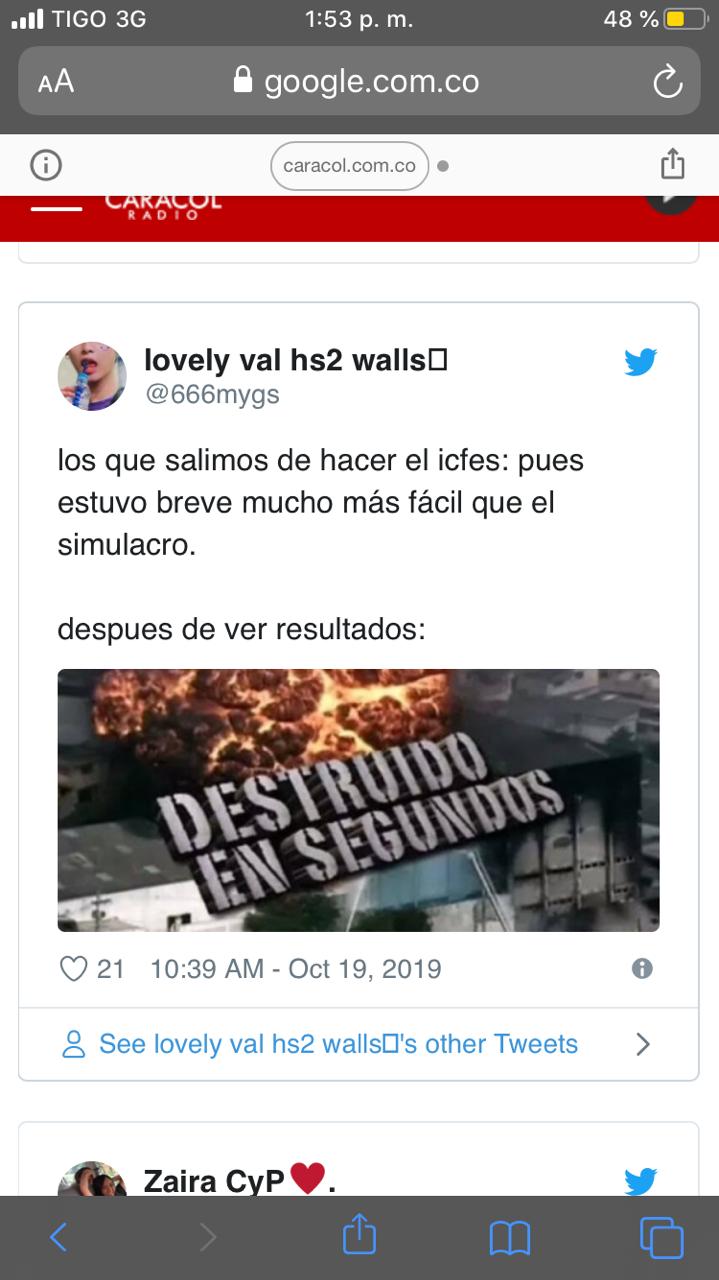 TIGO 3G
1:53 p. m.
48 %
AA
google.com.co
caracol.com.co
CARACOL
RADIO
lovely val hs2 walls
@666mygs
los que salimos de hacer el icfes: pues
estuvo breve mucho más fácil que el
simulacro.
despues de ver resultados:
DESTRUIDO
EN SEGUNDOS
21 10:39 AM - Oct 19, 2019
See lovely val hs2 walls's other Tweets
Zaira CyP❤.